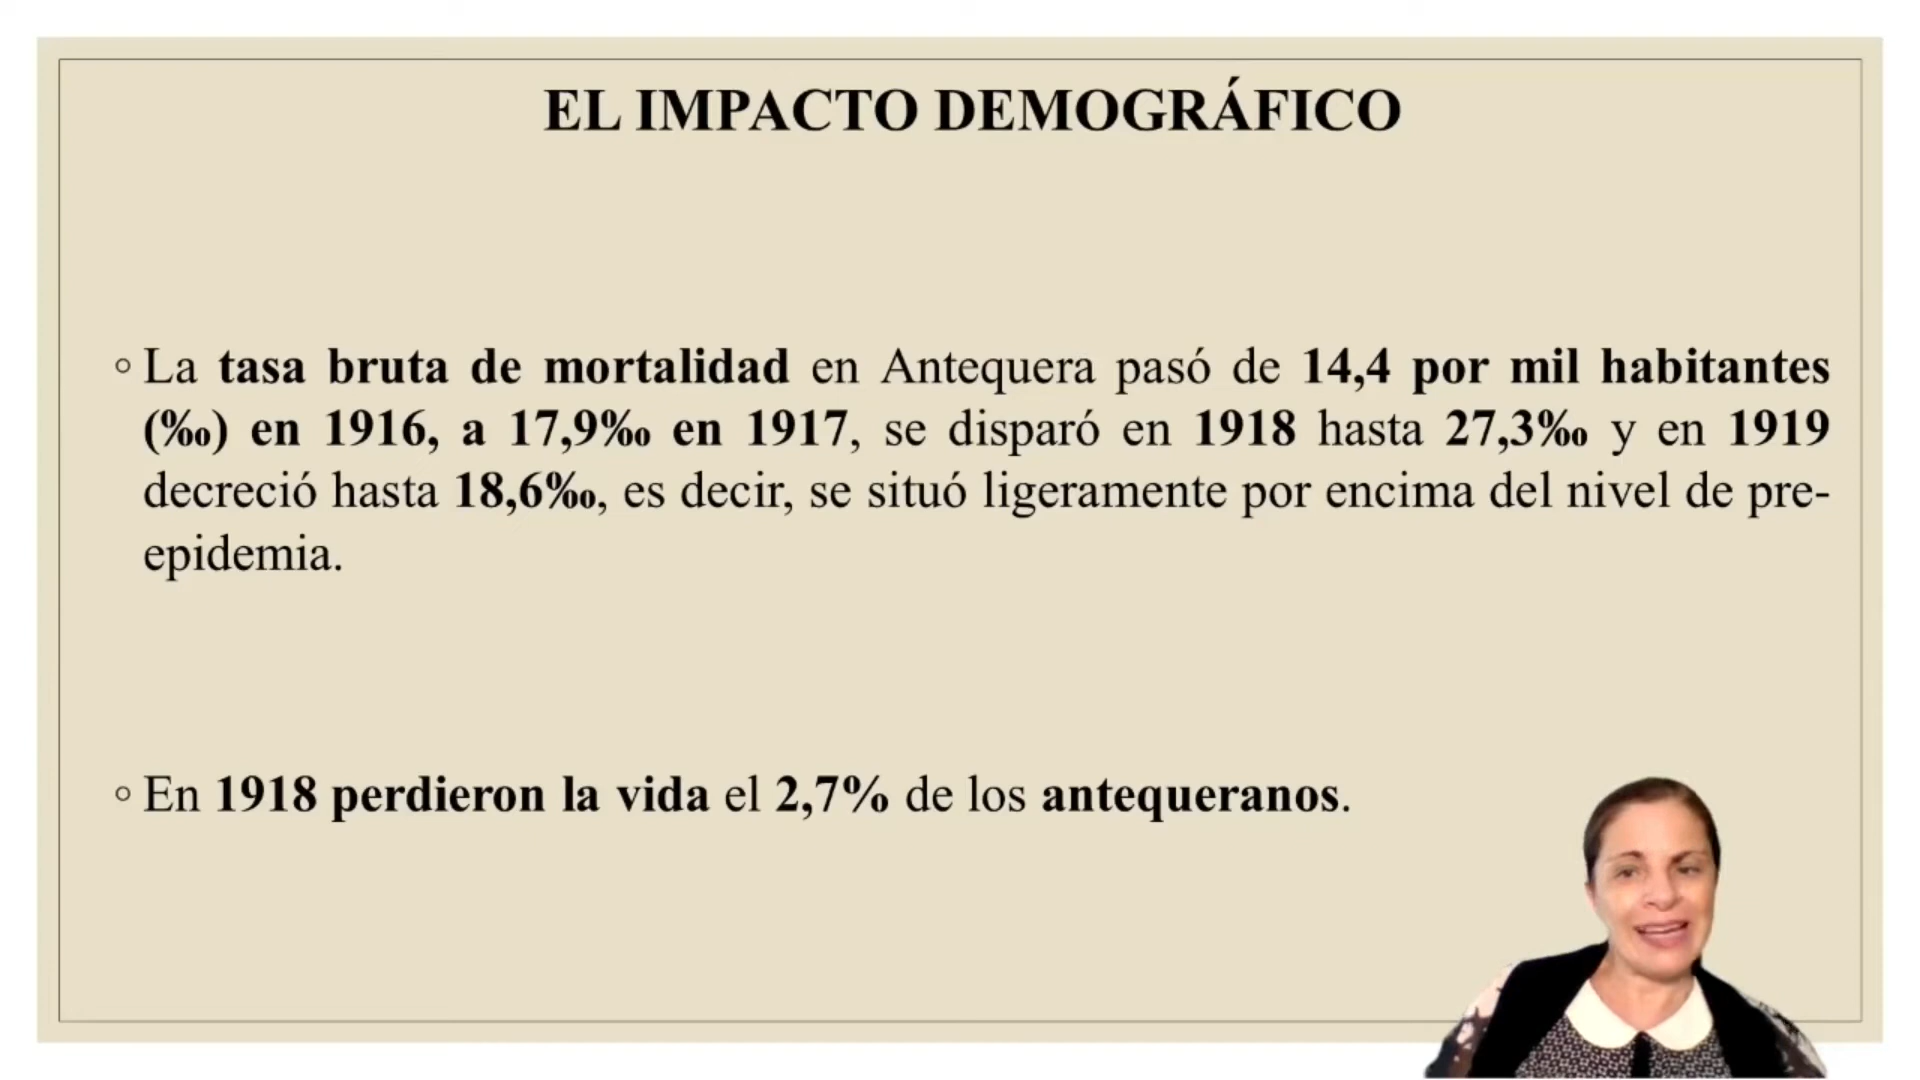 EL IMPACTO DEMOGRÁFICO
◦ La tasa bruta de mortalidad en Antequera pasó de 14,4 por mil habitantes
(‰) en 1916, a 17,9‰ en 1917, se disparó en 1918 hasta 27,3‰ y en 1919
decreció hasta 18,6‰, es decir, se situó ligeramente por encima del nivel de pre-
epidemia.
◦ En 1918 perdieron la vida el 2,7% de los antequeranos.